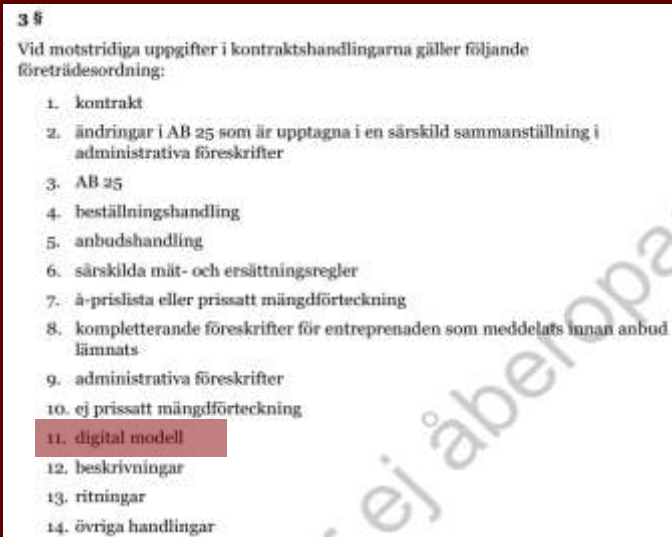 3 §
Vid motstridiga uppgifter i kontraktshandlingarna gäller följande
företrädesordning:
1. kontrakt
2. ändringar i AB 25 som är upptagna i en särskild sammanställning i
administrativa föreskrifter
3. AB 25
4. beställningshandling
5. anbudshandling
6. särskilda mät- och ersättningsregler
7. à-prislista eller prissatt mängdförteckning
8. kompletterande föreskrifter för entreprenaden som meddelats innan anbud
lämnats
9. administrativa föreskrifter
10. ej prissatt mängdförteckning
11. digital modell
12. beskrivningar
13. ritningar
14. övriga handlingar
ej åberopa